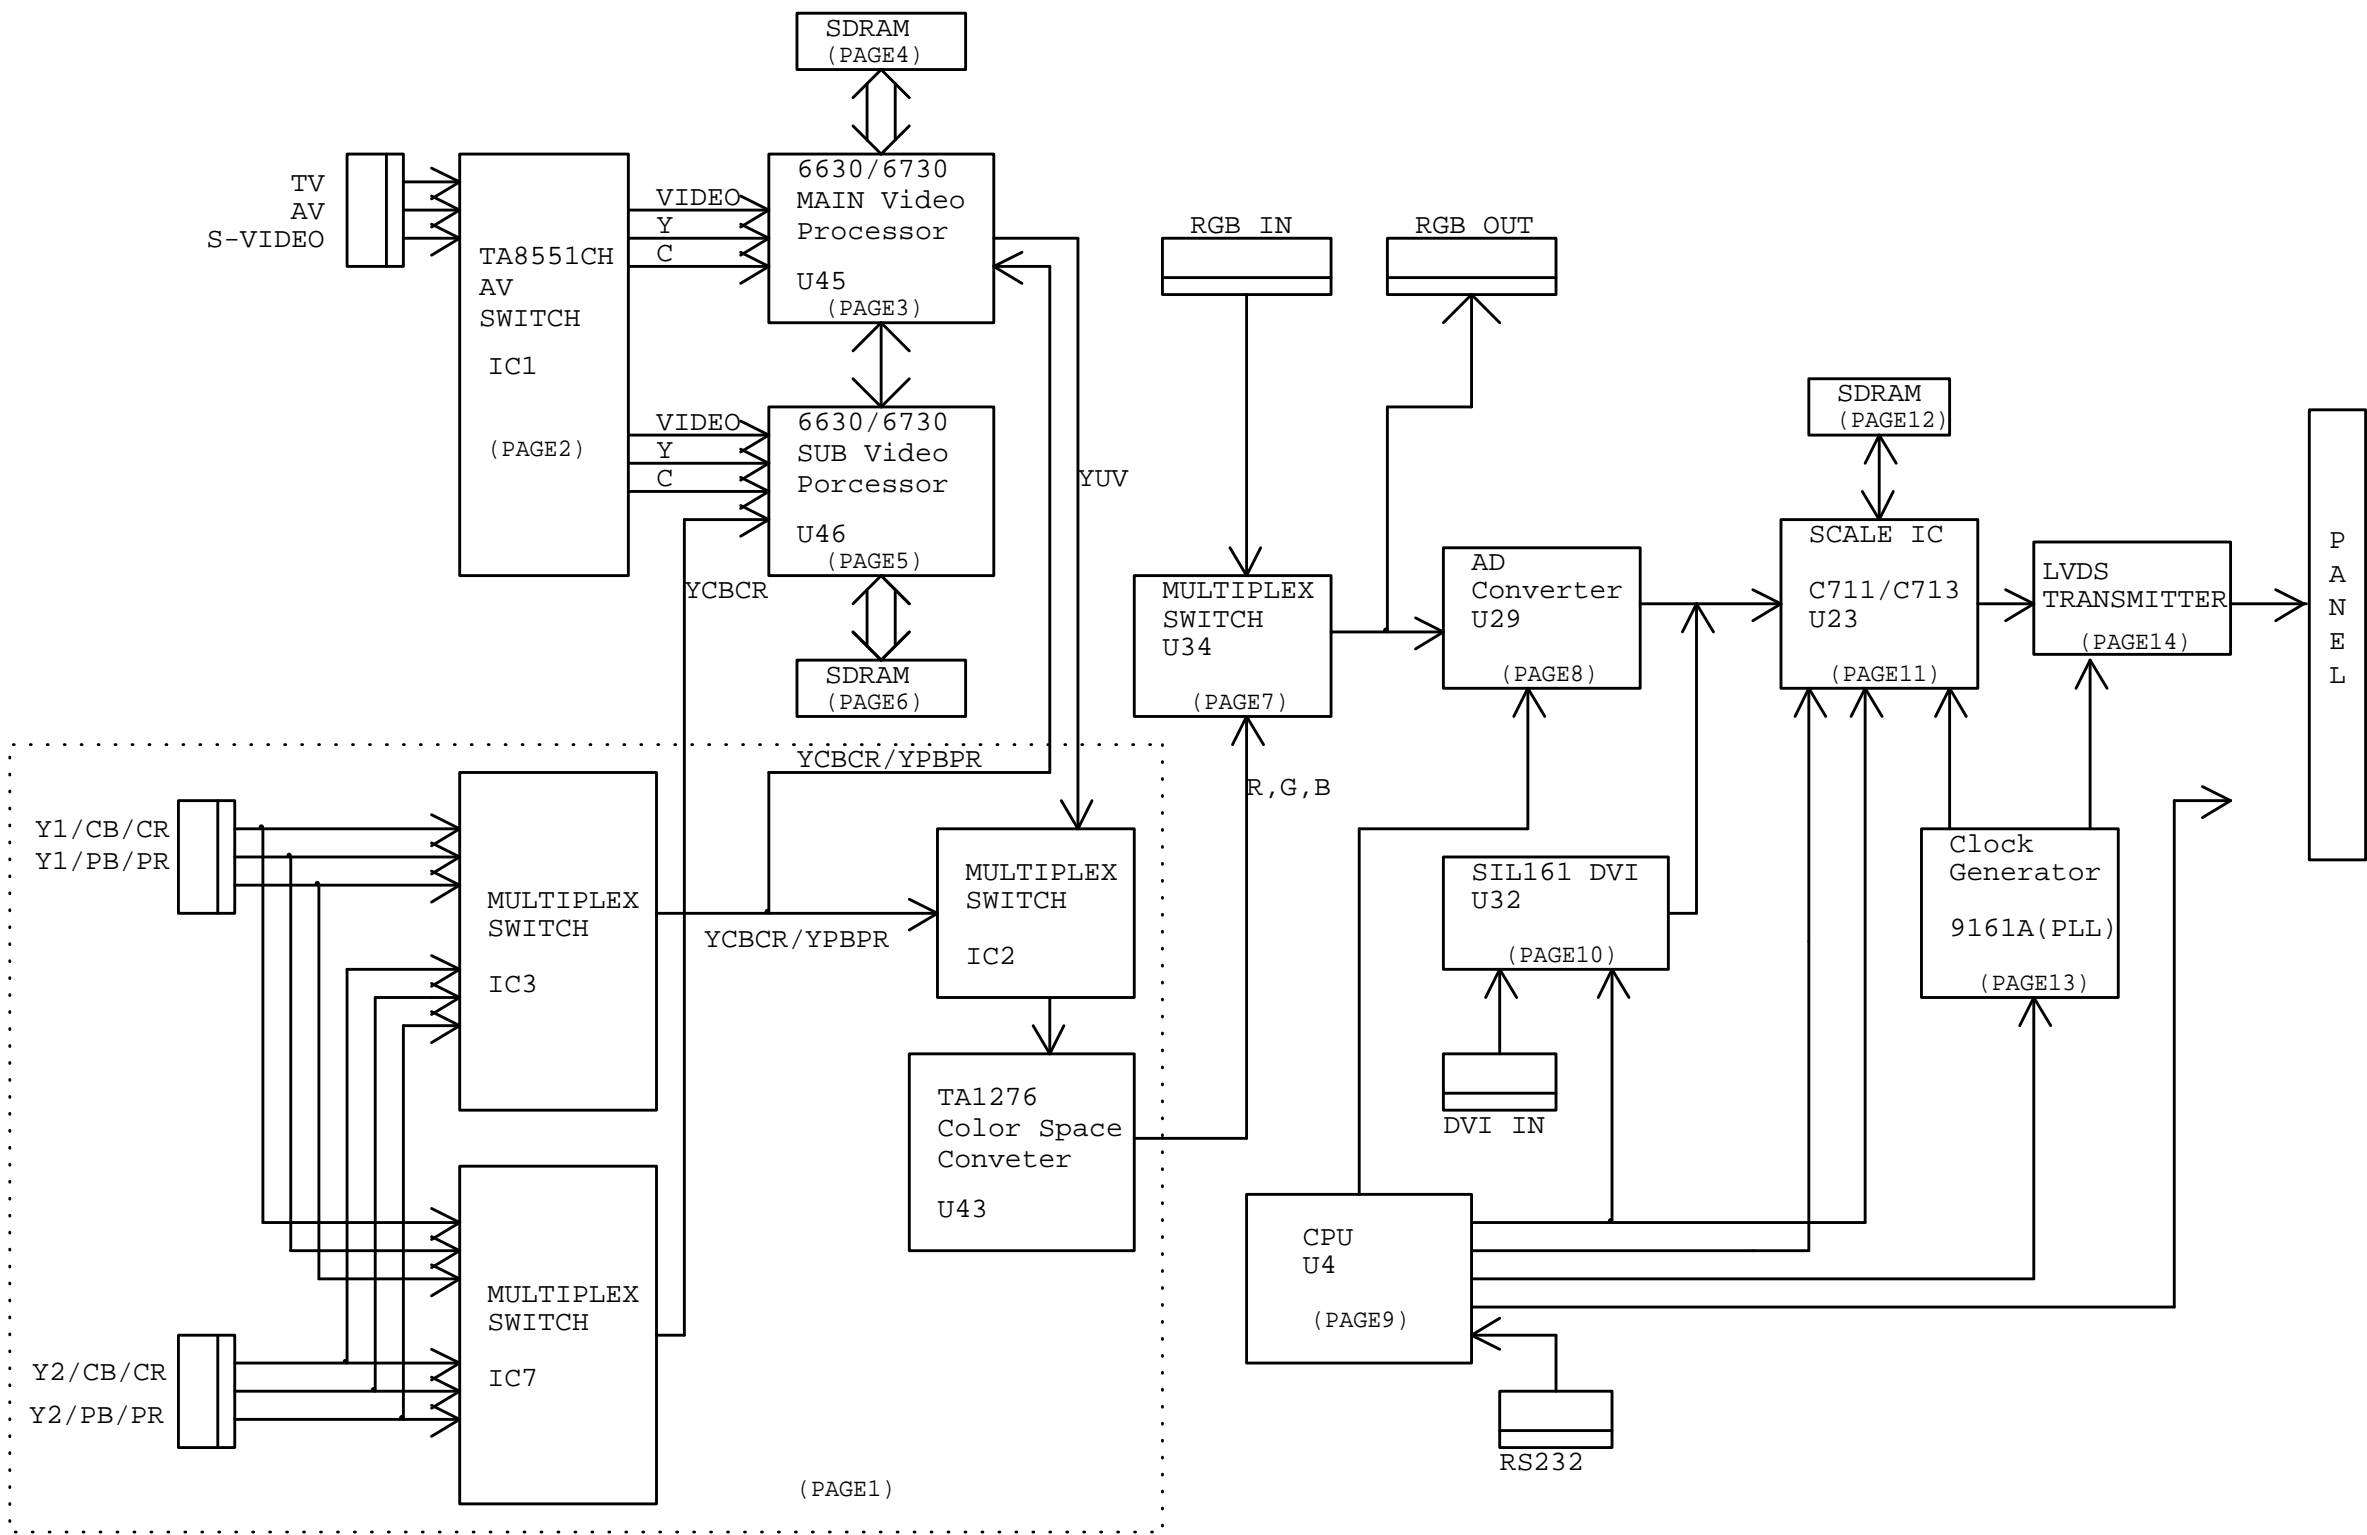 SDRAM
(PAGE4)
TV
AV
S-VIDEO
TA8551CH
AV
SWITCH
IC1
(PAGE2)
VIDEO
Y
C
6630/6730
MAIN Video
Processor
U45
(PAGE3)
VIDEO
Y
C
6630/6730
SUB Video
Porcessor
U46
(PAGE5)
SDRAM
(PAGE6)
YCBCR
YUV
RGB IN
RGB OUT
MULTIPLEX
SWITCH
U34
(PAGE7)
AD
Converter
U29
(PAGE8)
SDRAM
(PAGE12)
SCALE IC
C711/C713
U23
(PAGE11)
LVDS
TRANSMITTER
(PAGE14)
P
A
N
E
L
YCBCR/YPBPR
R,G,B
Y1/CB/CR
Y1/PB/PR
MULTIPLEX
SWITCH
IC3
YCBCR/YPBPR
MULTIPLEX
SWITCH
IC2
SIL161 DVI
U32
(PAGE10)
Clock
Generator
9161A(PLL)
(PAGE13)
TA1276
Color Space
Conveter
U43
DVI IN
CPU
U4
(PAGE9)
MULTIPLEX
SWITCH
IC7
Y2/CB/CR
Y2/PB/PR
RS232
(PAGE1)